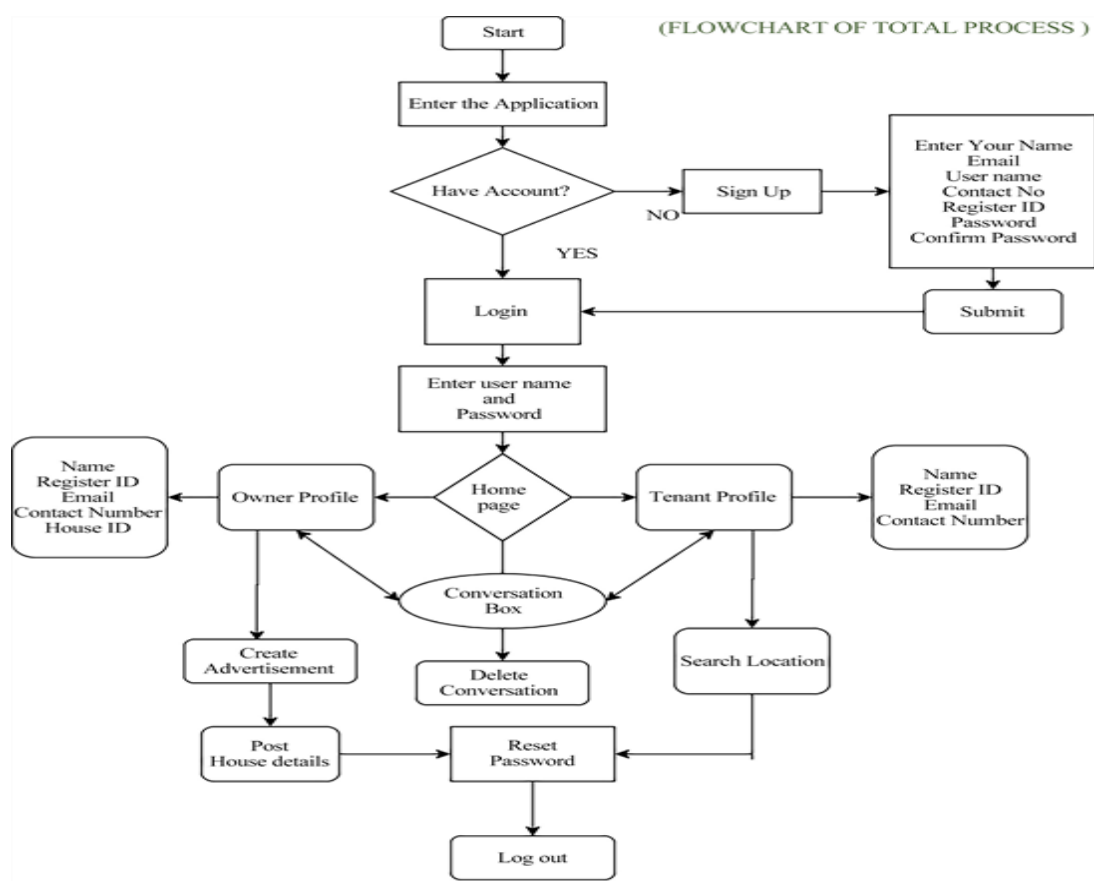 Start
(FLOWCHART OF TOTAL PROCESS )
Enter the Application
Have Account?
NO
Sign Up
Enter Your Name
Email
User name
Contact No
Register ID
Password
Confirm Password
YES
Login
Submit
Enter user name
and
Password
Name
Register ID
Email
Contact Number
House ID
Owner Profile
Home
page
Tenant Profile
Name
Register ID
Email
Contact Number
Conversation
Box
Create
Advertisement
Delete
Conversation
Search Location
Post
House details
Reset
Password
Log out